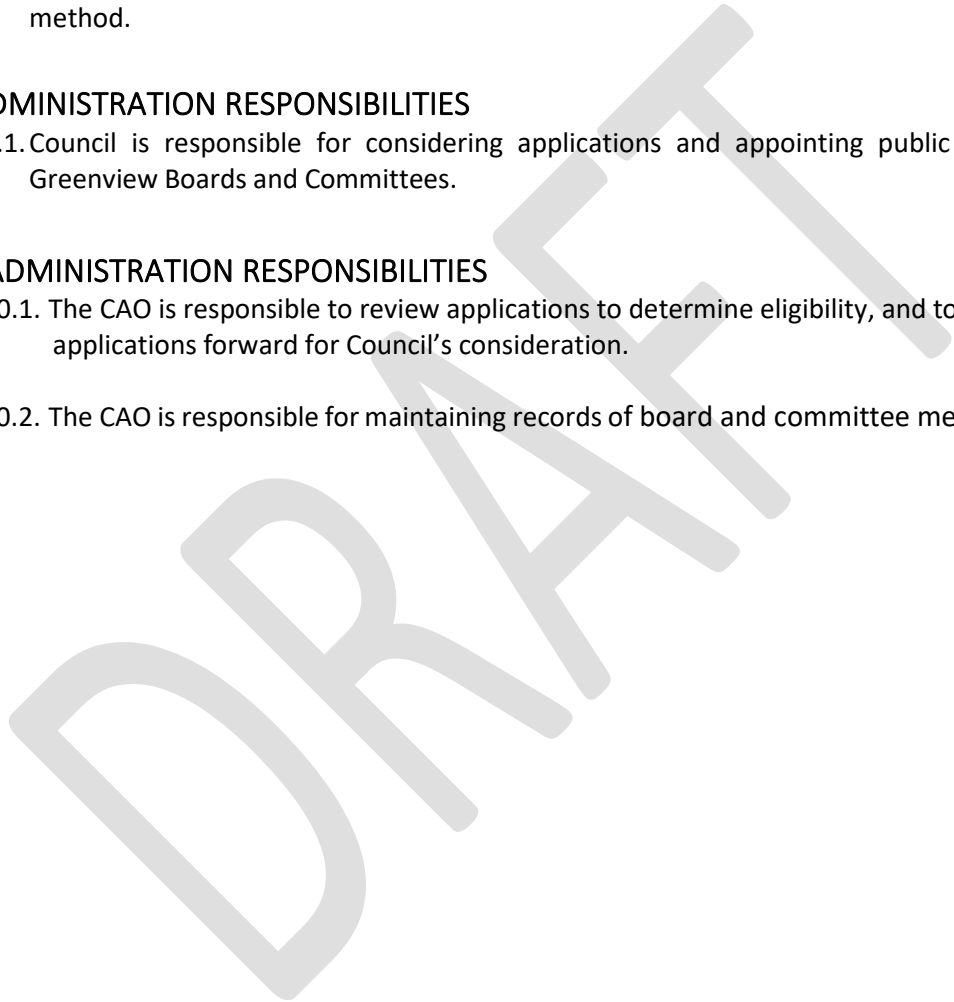 method.
DMINISTRATION RESPONSIBILITIES
.1. Council is responsible for considering applications and appointing public
Greenview Boards and Committees.
ADMINISTRATION RESPONSIBILITIES
0.1. The CAO is responsible to review applications to determine eligibility, and to
applications forward for Council’s consideration.
0.2. The CAO is responsible for maintaining records of board and committee me
DRAFT